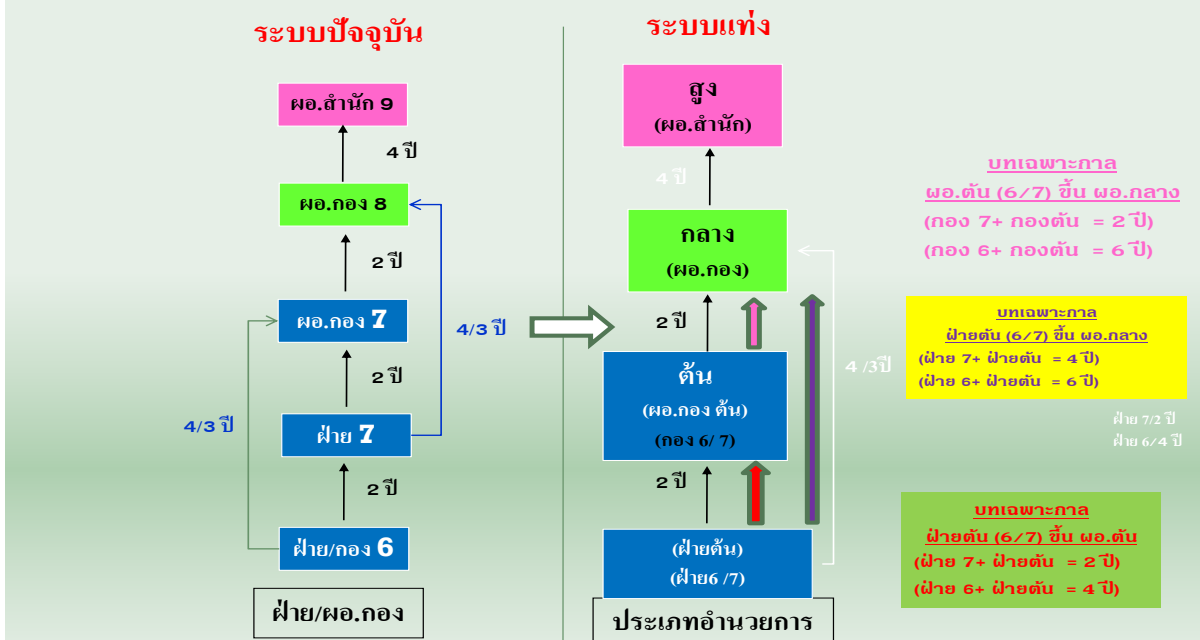 ระบบปัจจุบัน
ผอ.สำนัก 9
4 ปี
ผอ.กอง 8
2 ปี
ผอ.กอง 7
4/3 ปี
2 ปี
4/3 ปี
ฝ่าย 7
2 ปี
ฝ่าย/กอง 6
ฝ่าย/ผอ.กอง
ระบบแท่ง
สูง
(ผอ.สำนัก)
4 ปี
กลาง
(ผอ.กอง)
2 ปี
4 /3ปี
ต้น
(ผอ.กอง ต้น)
(กอง 6/ 7)
2 ปี
(ฝ่ายต้น)
(ฝ่าย6 /7)
ประเภทอำนวยการ
บทเฉพาะกาล
ผอ.ต้น (6/7) ขึ้น ผอ.กลาง
(กอง 7+ กองต้น = 2 ปี)
(กอง 6+ กองต้น = 6 ปี)
บทเฉพาะกาล
ฝ่ายต้น (6/7) ขึ้น ผอ.กลาง
(ฝ่าย 7+ ฝ่ายต้น = 4 ปี)
(ฝ่าย 6+ ฝ่ายต้น = 6 ปี)
ฝ่าย 7/2 ปี
ฝ่าย 6/4 ปี
บทเฉพาะกาล
ฝ่ายต้น (6/7) ขึ้น ผอ.ต้น
(ฝ่าย 7+ ฝ่ายต้น = 2 ปี)
(ฝ่าย 6+ ฝ่ายต้น = 4 ปี)